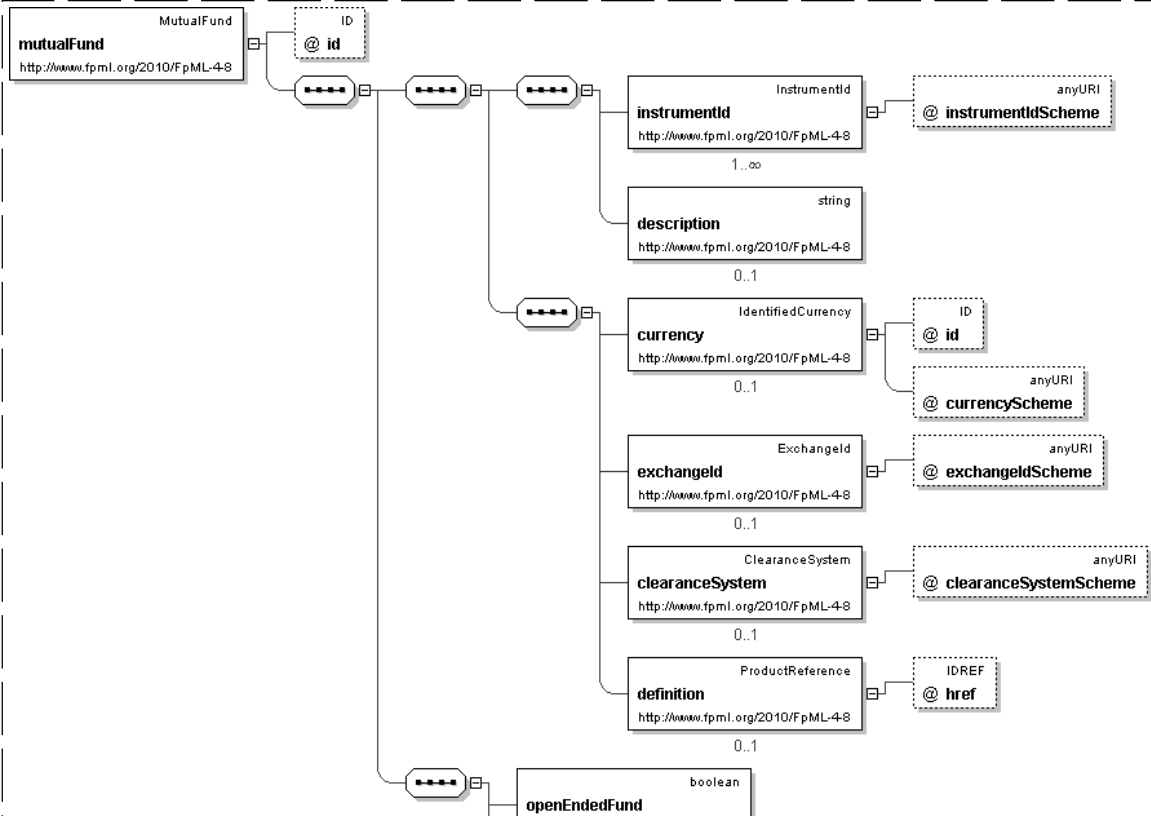 MutualFund
mutualFund
http://www.fpml.org/2010/FpML-4-8
ID
@ id
InstrumentId
instrumentId
http://www.fpml.org/2010/FpML-4-8
1..∞
anyURI
@ instrumentIdScheme
string
description
http://www.fpml.org/2010/FpML-4-8
0..1
IdentifiedCurrency
currency
http://www.fpml.org/2010/FpML-4-8
0..1
ID
@ id
anyURI
@ currencyScheme
ExchangeId
exchangeId
http://www.fpml.org/2010/FpML-4-8
0..1
anyURI
@ exchangeIdScheme
ClearanceSystem
clearanceSystem
http://www.fpml.org/2010/FpML-4-8
0..1
anyURI
@ clearanceSystemScheme
ProductReference
definition
http://www.fpml.org/2010/FpML-4-8
0..1
IDREF
@ href
boolean
openEndedFund